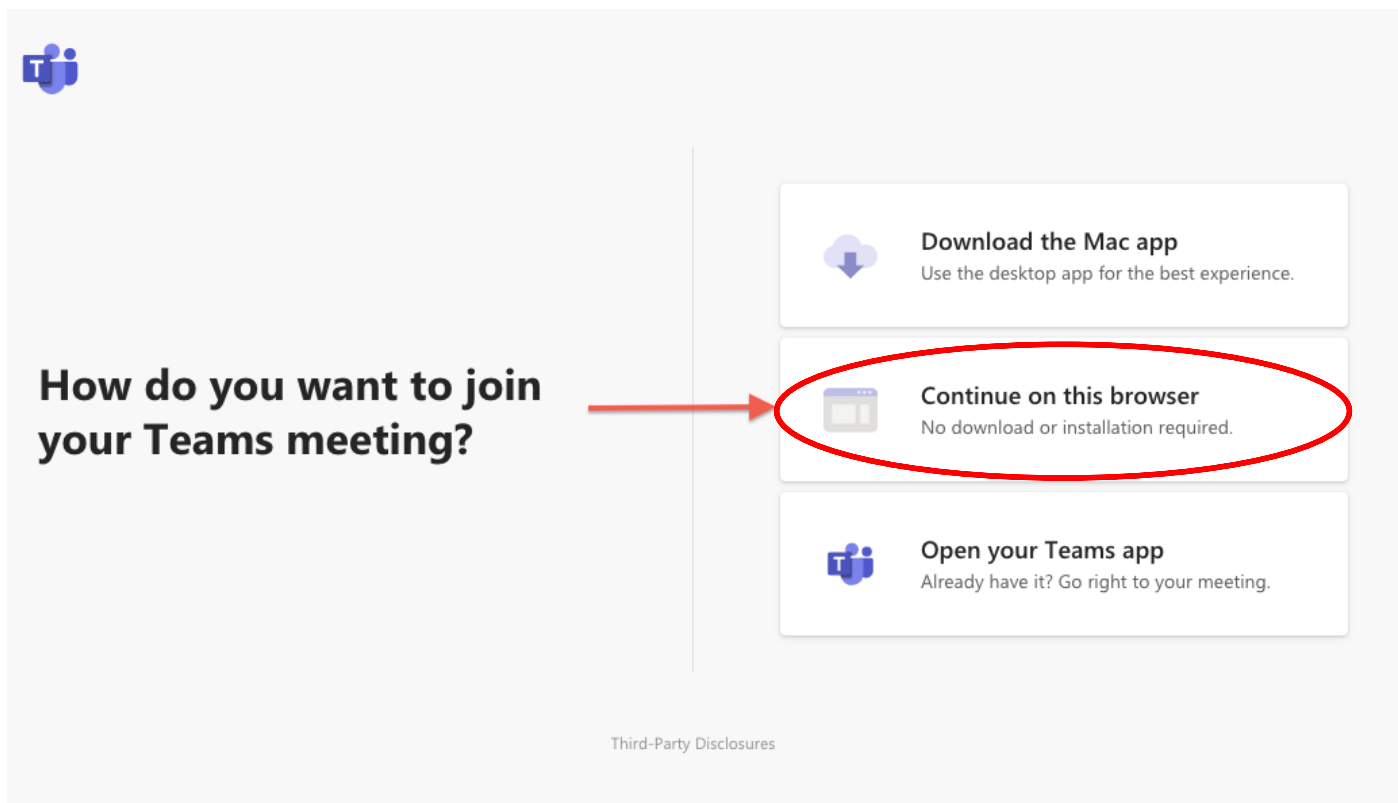 T
How do you want to join
your Teams meeting?
Download the Mac app
Use the desktop app for the best experience.
Continue on this browser
No download or installation required.
T
Open your Teams app
Already have it? Go right to your meeting.
Third-Party Disclosures